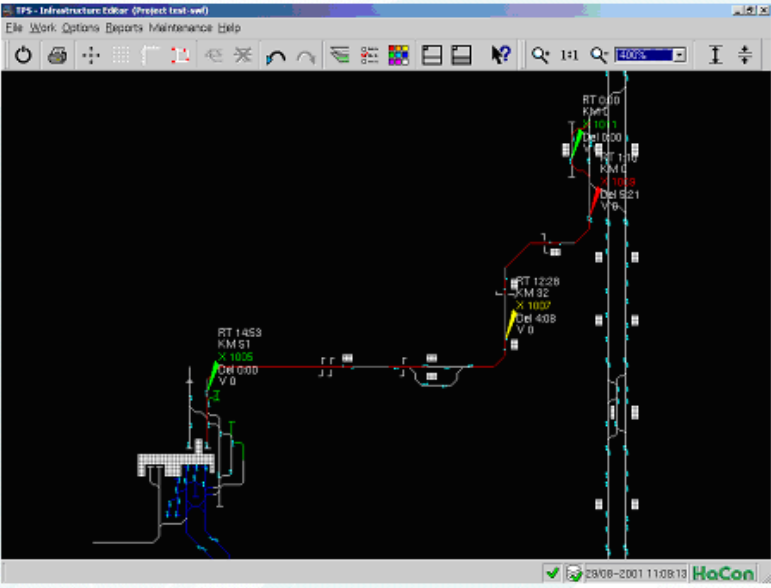 TPS - Infrastructure Editor (Project test-swf)
File Work Options Reports Maintenance Help
1:1
400%
RT 0:00
KM 0
X 1011
Del 0:00
V
RT 1:10
KM 0
X 1009
Del 5:21
V 0
RT 12:28
KM 32
X 1007
Del 4:08
V 0
RT 14:53
KM 51
X 1005
Del 0:00
V 0
29/08-2001 11:09:13 HaCon